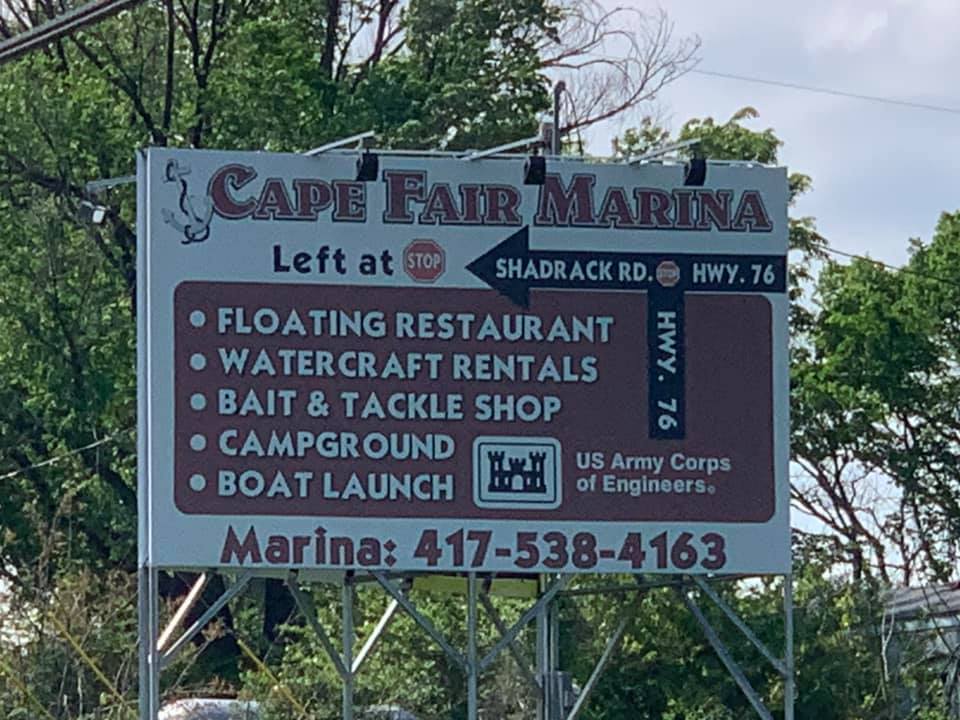 CAPE FAIR MARINA
Left at STOP
SHADRACK RD. STOP HWY. 76
HWY. 76
• FLOATING RESTAURANT
• WATERCRAFT RENTALS
• BAIT & TACKLE SHOP
• CAMPGROUND
• BOAT LAUNCH
US Army Corps
of Engineers®
Marina: 417-538-4163